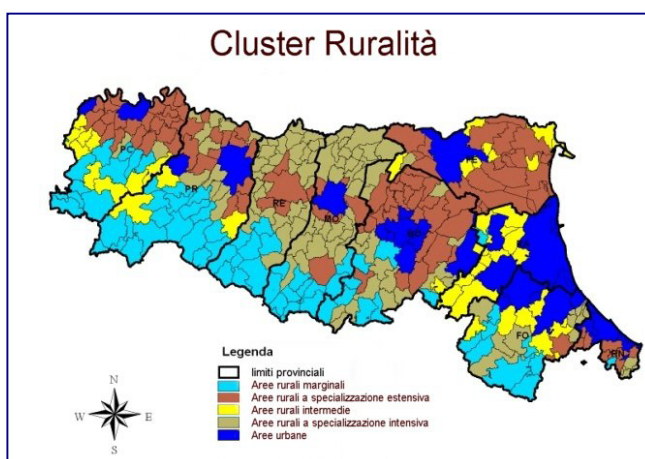 Cluster Ruralità
PC
PR
RE
MO
BO
FE
FO
RN
Legenda
limiti provinciali
Aree rurali marginali
Aree rurali a specializzazione estensiva
Aree rurali intermedie
Aree rurali a specializzazione intensiva
Aree urbane
N
W E
S